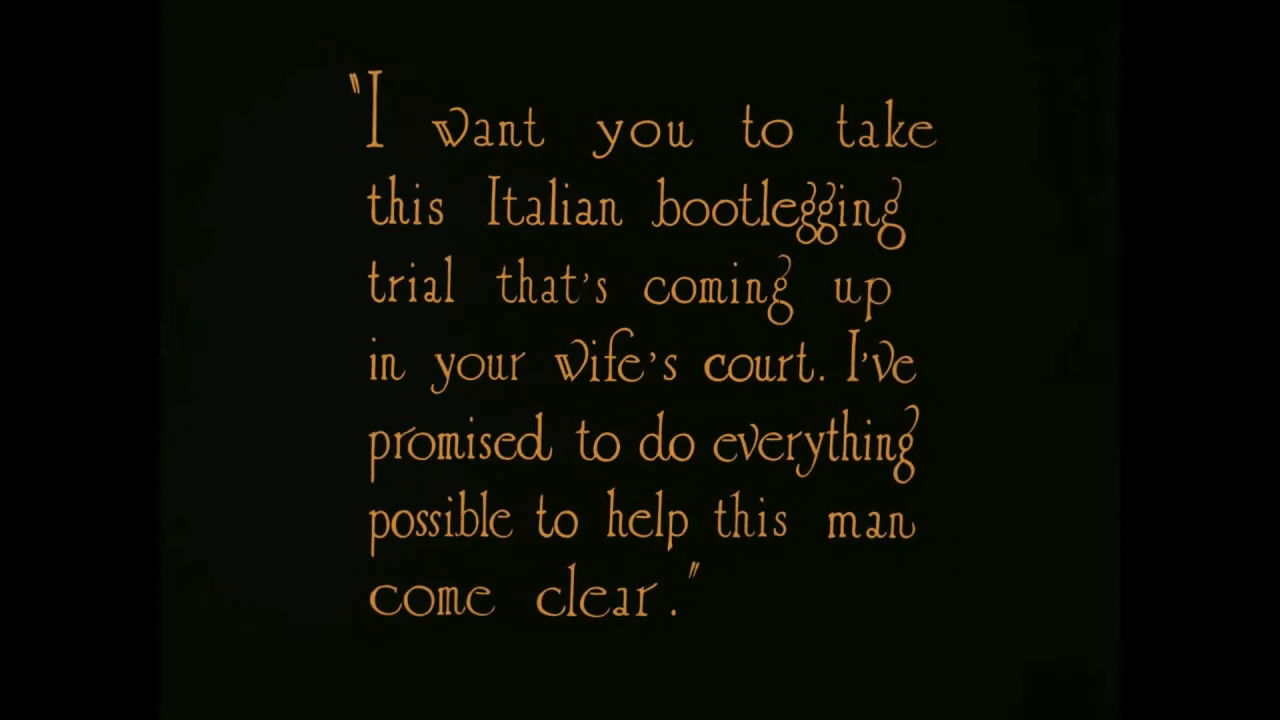 "I want you to take
this Italian bootlegging
trial that's coming up
in your wife's court. I've
promised to do everything
possible to help this man
come clear."